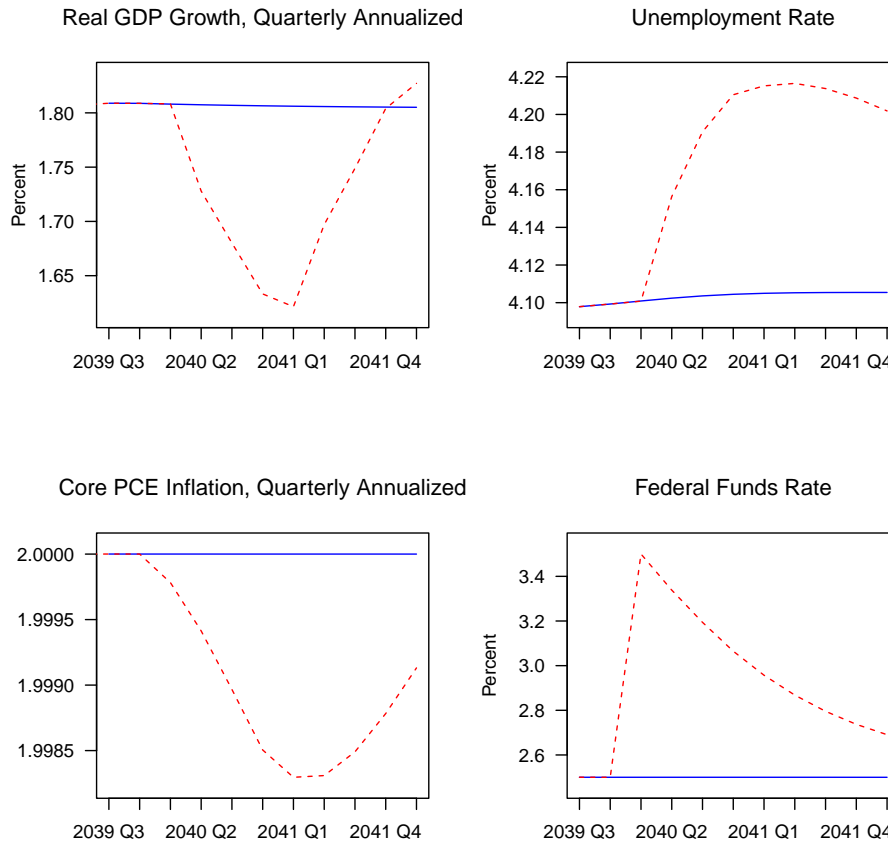 Real GDP Growth, Quarterly Annualized
Percent
1.80
1.75
1.70
1.65
2039 Q3 2040 Q2 2041 Q1 2041 Q4
Unemployment Rate
Percent
4.22
4.20
4.18
4.16
4.14
4.12
4.10
2039 Q3 2040 Q2 2041 Q1 2041 Q4
Core PCE Inflation, Quarterly Annualized
2.0000
1.9995
1.9990
1.9985
2039 Q3 2040 Q2 2041 Q1 2041 Q4
Federal Funds Rate
Percent
3.4
3.2
3.0
2.8
2.6
2039 Q3 2040 Q2 2041 Q1 2041 Q4